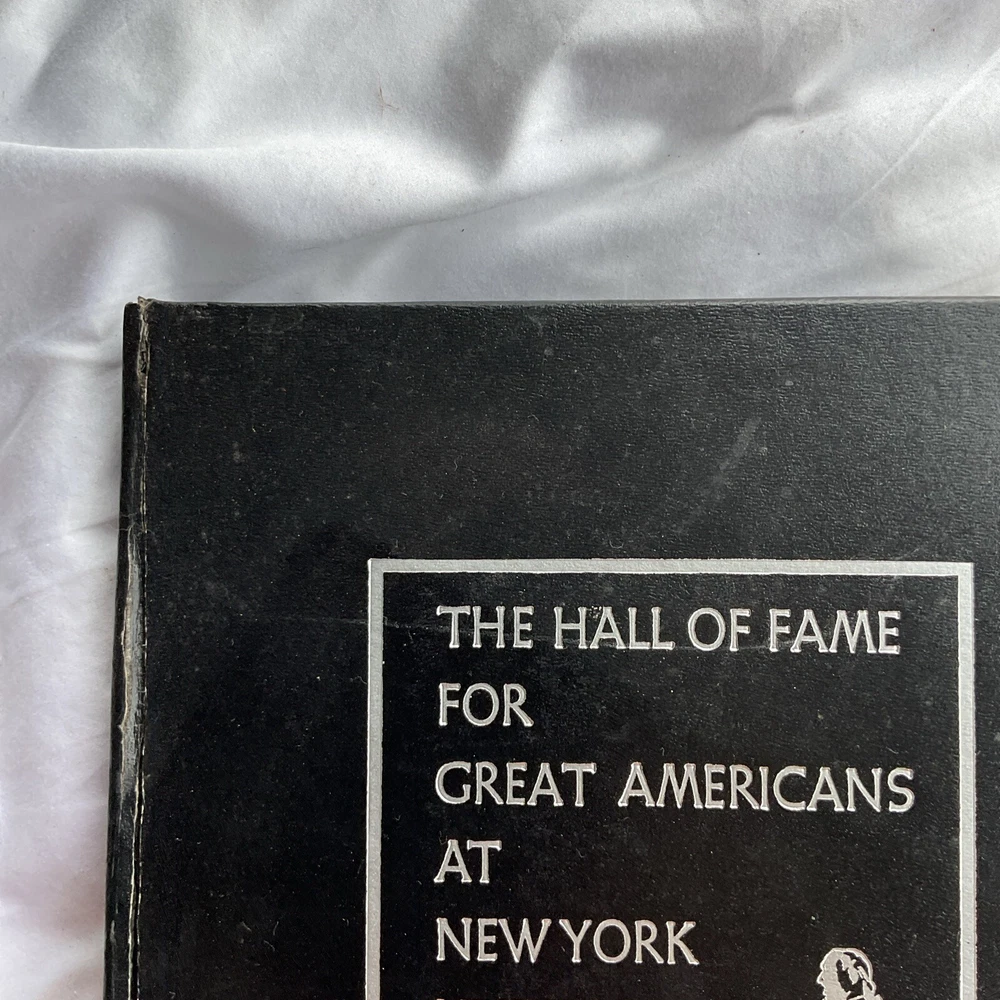 THE HALL OF FAME
FOR
GREAT AMERICANS
AT
NEW YORK